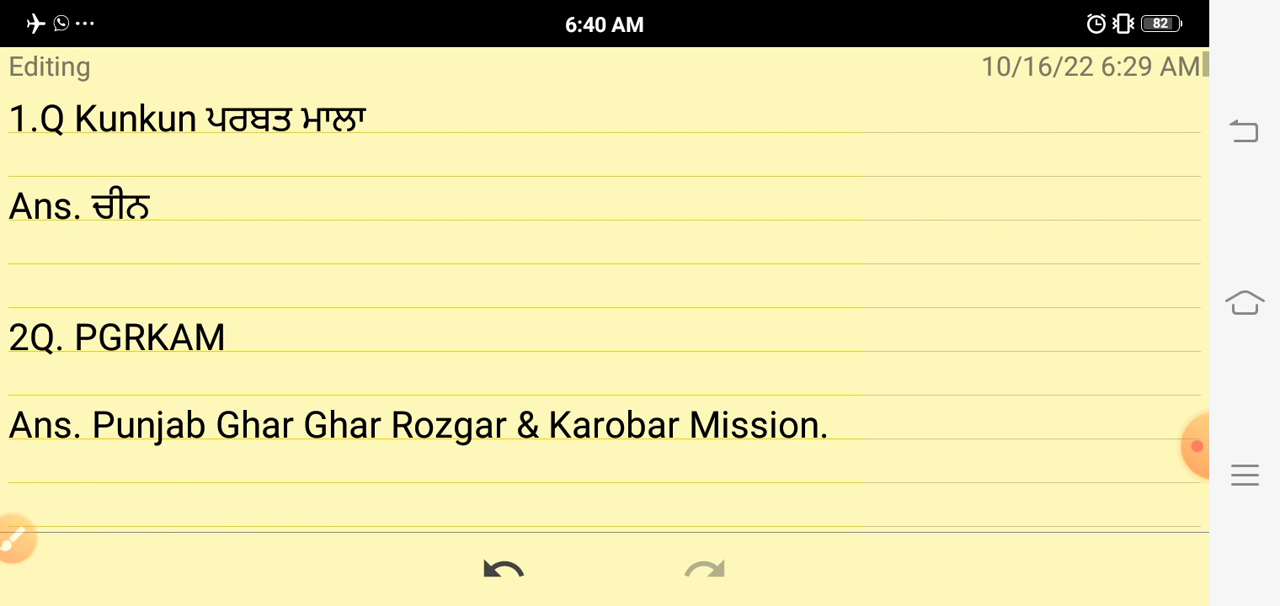 6:40 AM
82
Editing
10/16/22 6:29 AM
1.Q Kunkun ਪਰਬਤ ਮਾਲਾ
Ans. ਚੀਨ
2Q. PGRKAM
Ans. Punjab Ghar Ghar Rozgar & Karobar Mission.